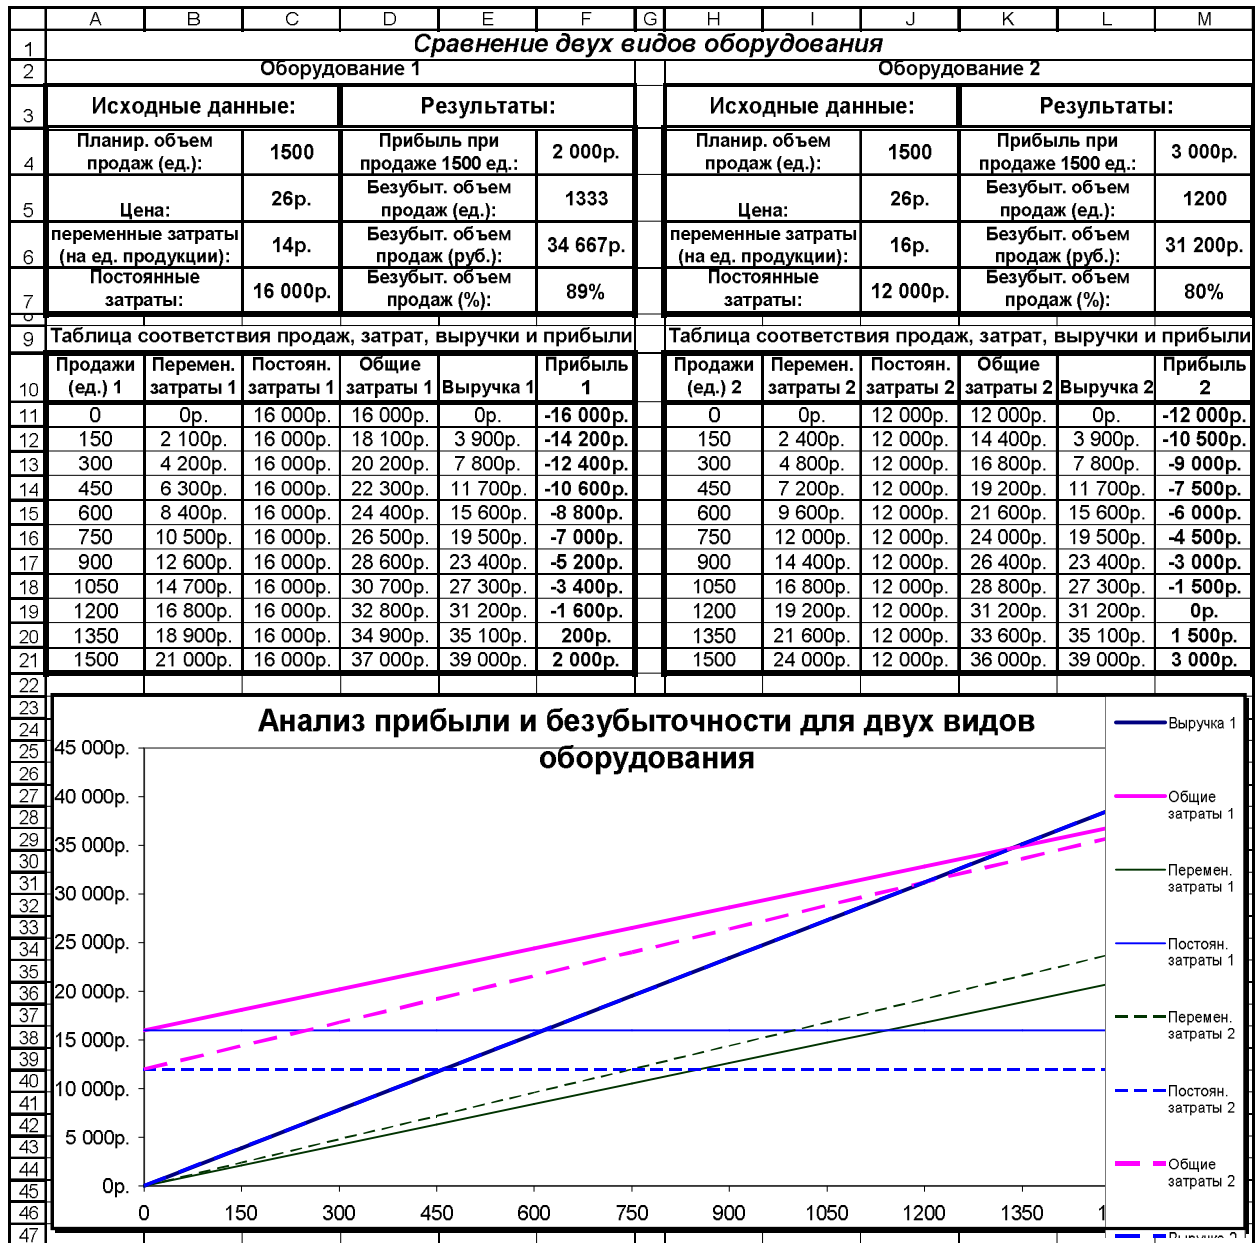 A B C D E F G H I J K L M
1 Сравнение двух видов оборудования
2 Оборудование 1 Оборудование 2
3 Исходные данные: Результаты: Исходные данные: Результаты:
4 Планир. объем продаж (ед.): 1500 Прибыль при продаже 1500 ед.: 2 000р. Планир. объем продаж (ед.): 1500 Прибыль при продаже 1500 ед.: 3 000р.
5 Цена: 26р. Безубыт. объем продаж (ед.): 1333 Цена: 26р. Безубыт. объем продаж (ед.): 1200
6 переменные затраты (на ед. продукции): 14р. Безубыт. объем продаж (руб.): 34 667р. переменные затраты (на ед. продукции): 16р. Безубыт. объем продаж (руб.): 31 200р.
7 Постоянные затраты: 16 000р. Безубыт. объем продаж (%): 89% Постоянные затраты: 12 000р. Безубыт. объем продаж (%): 80%
9 Таблица соответствия продаж, затрат, выручки и прибыли Таблица соответствия продаж, затрат, выручки и прибыли
10 Продажи (ед.) 1 Перемен. затраты 1 Постоян. затраты 1 Общие затраты 1 Выручка 1 Прибыль 1 Продажи (ед.) 2 Перемен. затраты 2 Постоян. затраты 2 Общие затраты 2 Выручка 2 Прибыль 2
11 0 0р. 16 000р. 16 000р. 0р. -16 000р. 0 0р. 12 000р. 12 000р. 0р. -12 000р.
12 150 2 100р. 16 000р. 18 100р. 3 900р. -14 200р. 150 2 400р. 12 000р. 14 400р. 3 900р. -10 500р.
13 300 4 200р. 16 000р. 20 200р. 7 800р. -12 400р. 300 4 800р. 12 000р. 16 800р. 7 800р. -9 000р.
14 450 6 300р. 16 000р. 22 300р. 11 700р. -10 600р. 450 7 200р. 12 000р. 19 200р. 11 700р. -7 500р.
15 600 8 400р. 16 000р. 24 400р. 15 600р. -8 800р. 600 9 600р. 12 000р. 21 600р. 15 600р. -6 000р.
16 750 10 500р. 16 000р. 26 500р. 19 500р. -7 000р. 750 12 000р. 12 000р. 24 000р. 19 500р. -4 500р.
17 900 12 600р. 16 000р. 28 600р. 23 400р. -5 200р. 900 14 400р. 12 000р. 26 400р. 23 400р. -3 000р.
18 1050 14 700р. 16 000р. 30 700р. 27 300р. -3 400р. 1050 16 800р. 12 000р. 28 800р. 27 300р. -1 500р.
19 1200 16 800р. 16 000р. 32 800р. 31 200р. -1 600р. 1200 19 200р. 12 000р. 31 200р. 31 200р. 0р.
20 1350 18 900р. 16 000р. 34 900р. 35 100р. 200р. 1350 21 600р. 12 000р. 33 600р. 35 100р. 1 500р.
21 1500 21 000р. 16 000р. 37 000р. 39 000р. 2 000р. 1500 24 000р. 12 000р. 36 000р. 39 000р. 3 000р.
22
23
24
25
26
27
28
29
30
31
32
33
34
35
36
37
38
39
40
41
42
43
44
45
46
47
Анализ прибыли и безубыточности для двух видов
оборудования
45 000р.
40 000р.
35 000р.
30 000р.
25 000р.
20 000р.
15 000р.
10 000р.
5 000р.
0р.
0 150 300 450 600 750 900 1050 1200 1350 1
Выручка 1
Общие
затраты 1
Перемен.
затраты 1
Постоян.
затраты 1
Перемен.
затраты 2
Постоян.
затраты 2
Общие
затраты 2